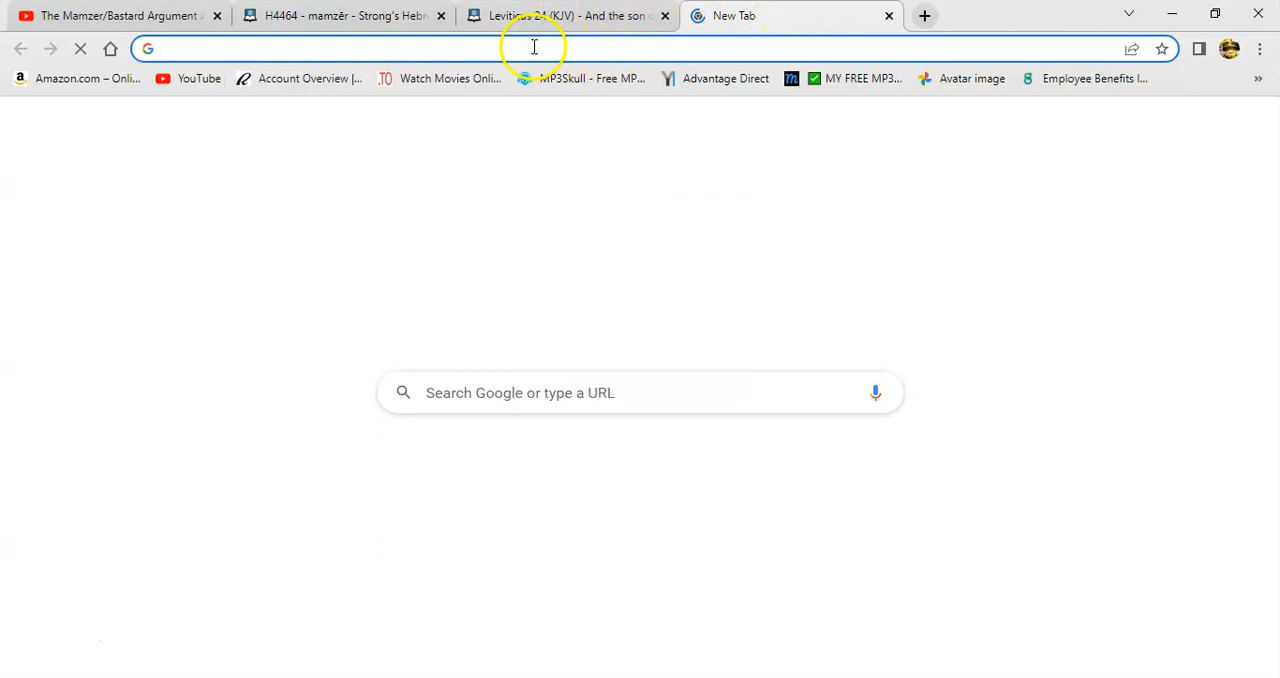 The Mamzer/Bastard Argument A
H4464 - mamzēr - Strong's Hebre
Leviticus 24 (KJV) - And the son o
New Tab
Amazon.com – Onli...
YouTube
Account Overview |...
Watch Movies Onli...
MP3Skull - Free MP...
Advantage Direct
MY FREE MP3...
Avatar image
Employee Benefits I...
Search Google or type a URL